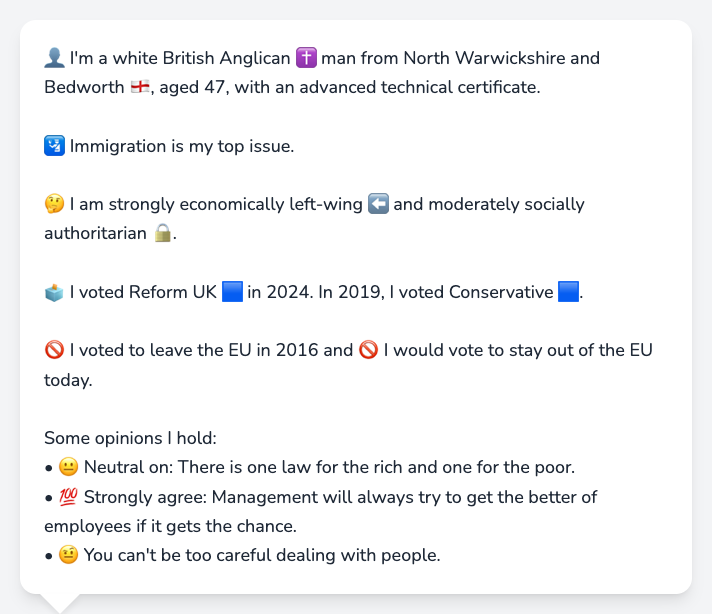 👤 I'm a white British Anglican ✝️ man from North Warwickshire and
Bedworth 🏴󠁧󠁢󠁥󠁮󠁧󠁿, aged 47, with an advanced technical certificate.
🛂 Immigration is my top issue.
🤔 I am strongly economically left-wing ⬅️ and moderately socially
authoritarian 🔒.
🗳️ I voted Reform UK 🟦 in 2024. In 2019, I voted Conservative 🟦.
🚫 I voted to leave the EU in 2016 and 🚫 I would vote to stay out of the EU
today.
Some opinions I hold:
• 😐 Neutral on: There is one law for the rich and one for the poor.
• 💯 Strongly agree: Management will always try to get the better of
employees if it gets the chance.
• 🤨 You can't be too careful dealing with people.